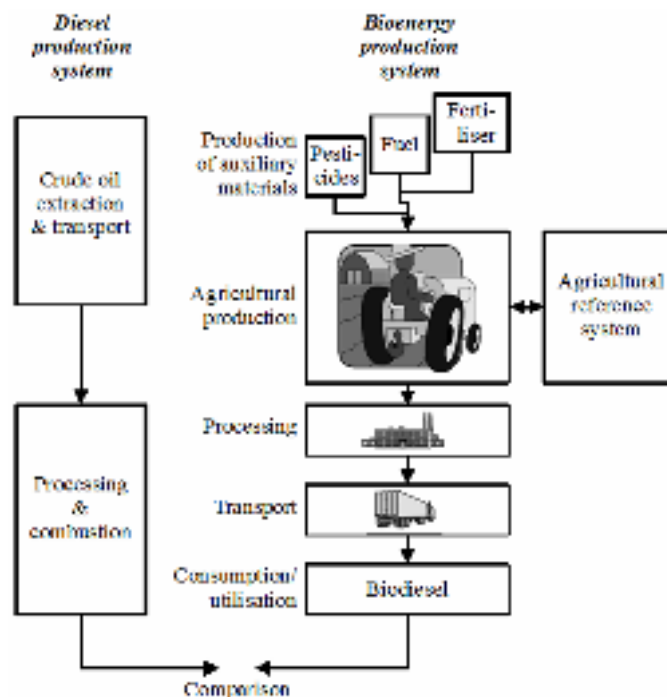 Diesel
production
system
Bioenergy
production
system
Crude oil
extraction
& transport
Processing
&
combustion
Production
of auxiliary
materials
Pesti-
cides
Fuel
Ferti-
liser
Agricultural
production
Agricultural
reference
system
Processing
Transport
Consumption/
utilisation
Biodiesel
Comparison